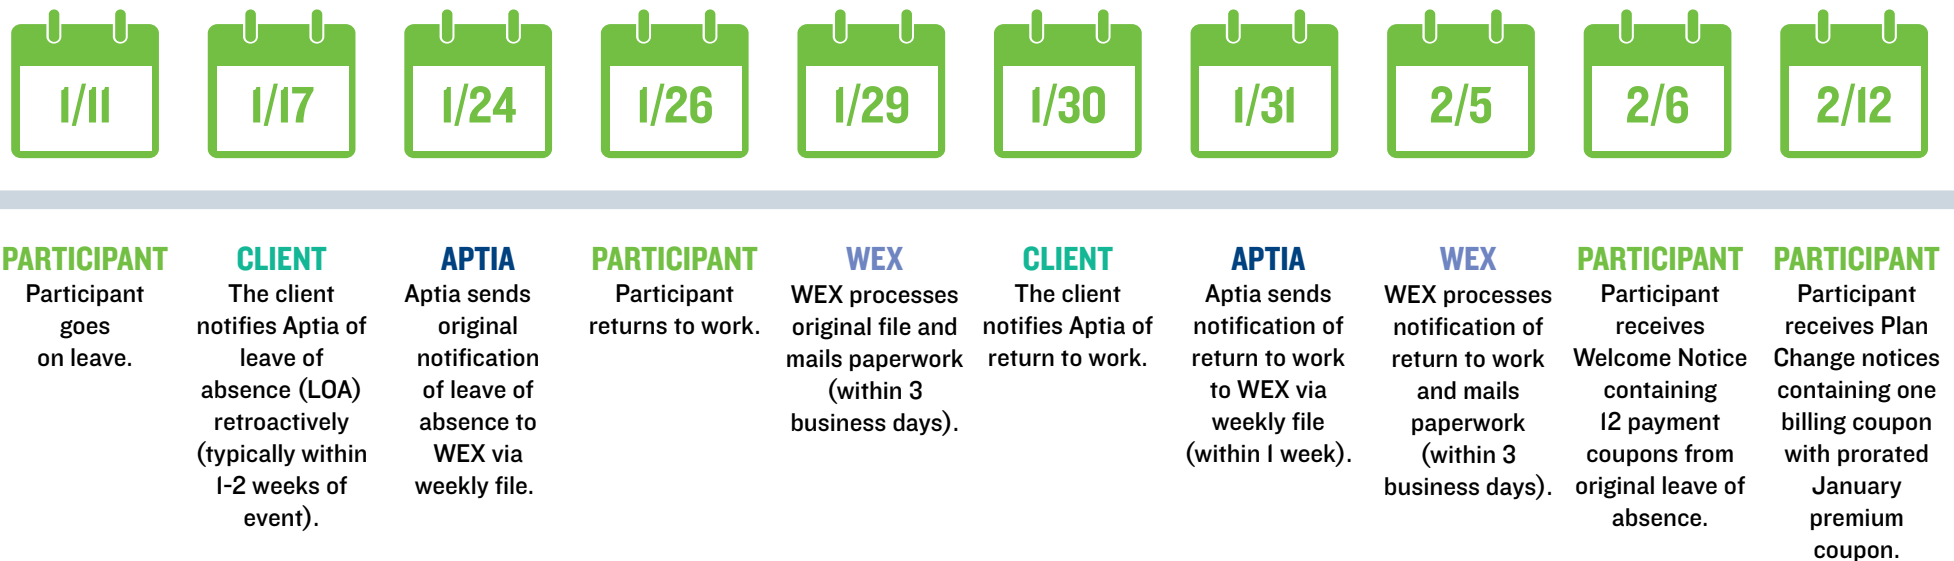 1/11
1/17
1/24
1/26
1/29
1/30
1/31
2/5
2/6
2/12
PARTICIPANT
Participant
goes
on leave.
CLIENT
The client
notifies Aptia of
leave of
absence (LOA)
retroactively
(typically within
1-2 weeks of
event).
APTIA
Aptia sends
original
notification
of leave of
absence to
WEX via
weekly file.
PARTICIPANT
Participant
returns to work.
WEX
WEX processes
original file and
mails paperwork
(within 3
business days).
CLIENT
The client
notifies Aptia of
return to work.
APTIA
Aptia sends
notification of
return to work
to WEX via
weekly file
(within 1 week).
WEX
WEX processes
notification of
return to work
and mails
paperwork
(within 3
business days).
PARTICIPANT
Participant
receives
Welcome Notice
containing
12 payment
coupons from
original leave of
absence.
PARTICIPANT
Participant
receives Plan
Change notices
containing one
billing coupon
with prorated
January
premium
coupon.